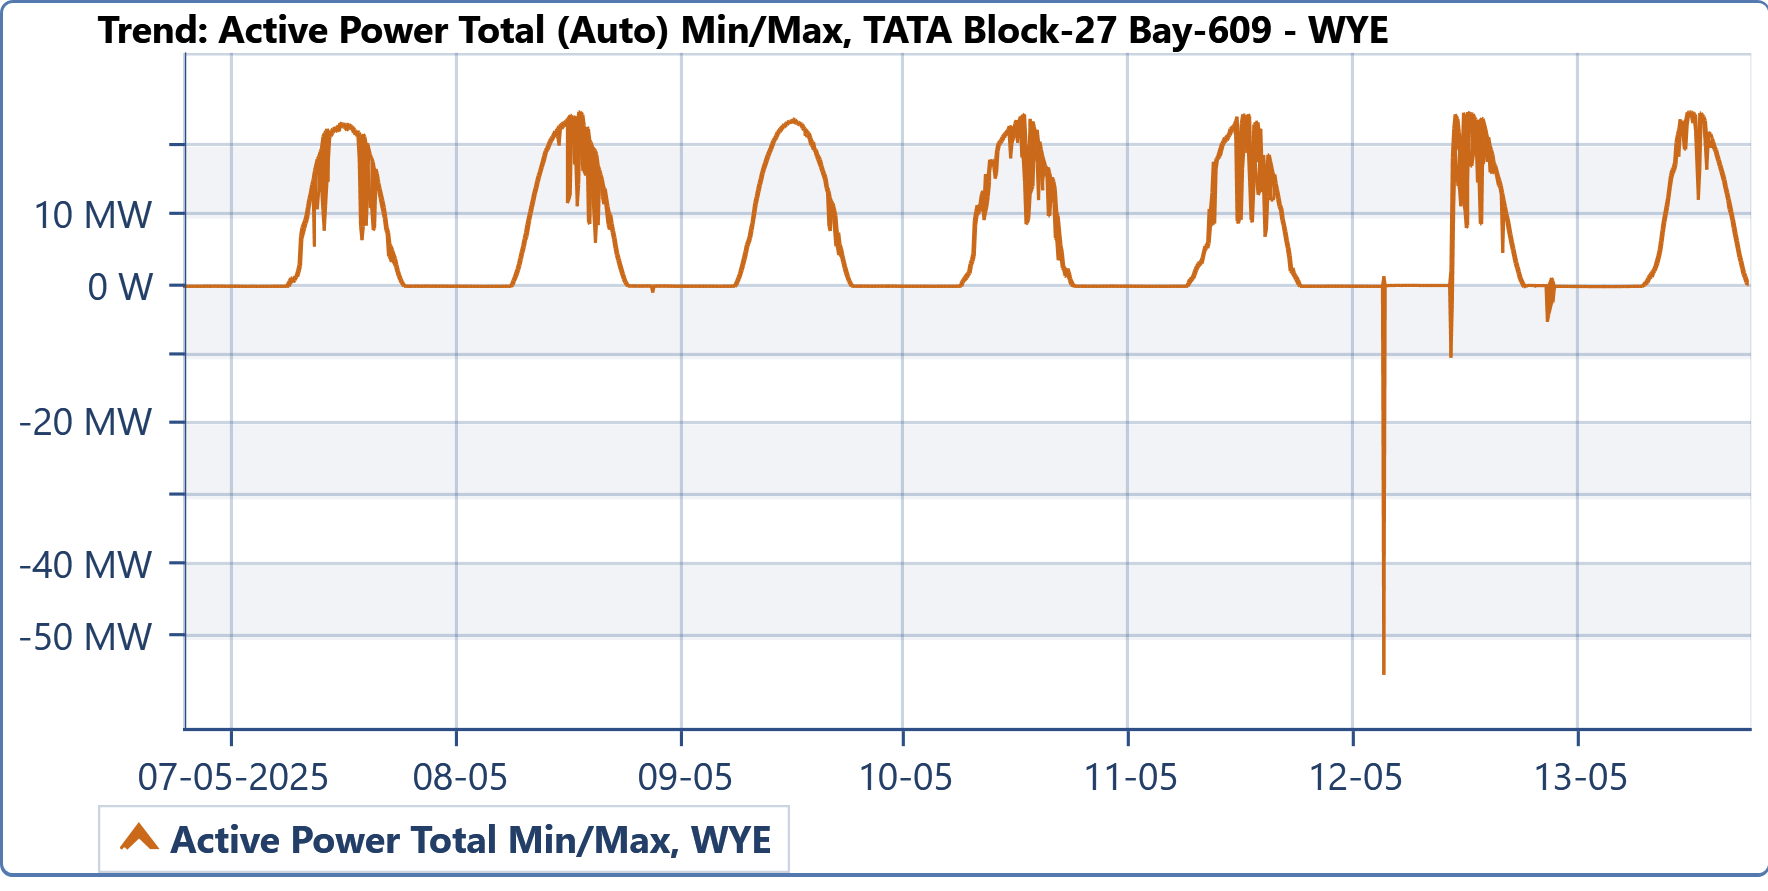 Trend: Active Power Total (Auto) Min/Max, TATA Block-27 Bay-609 - WYE
10 MW
0 W
-20 MW
-40 MW
-50 MW
07-05-2025 08-05 09-05 10-05 11-05 12-05 13-05
Active Power Total Min/Max, WYE